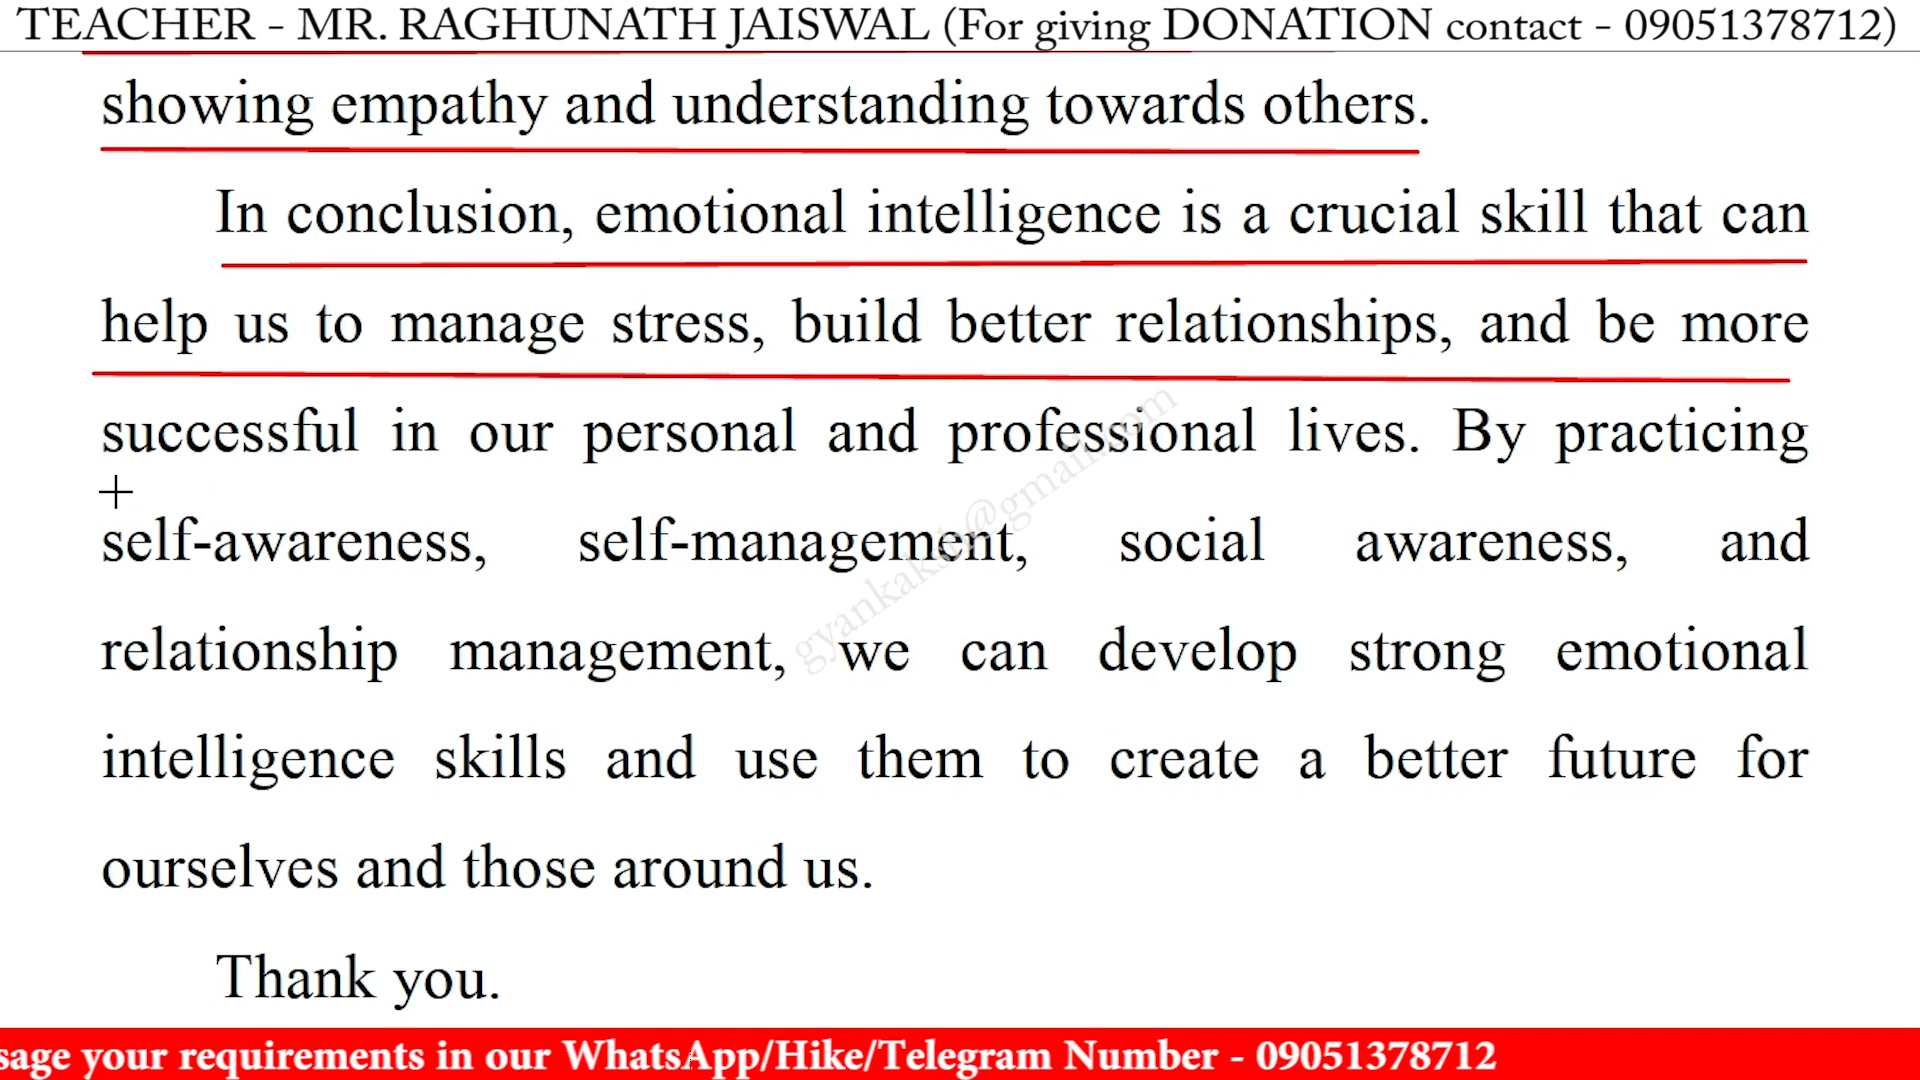 TEACHER - MR. RAGHUNATH JAISWAL (For giving DONATION contact - 09051378712)
showing empathy and understanding towards others.
In conclusion, emotional intelligence is a crucial skill that can
help us to manage stress, build better relationships, and be more
successful in our personal and professional lives. By practicing
self-awareness, self-management, social awareness, and
relationship management, we can develop strong emotional
intelligence skills and use them to create a better future for
ourselves and those around us.
Thank you.
sage your requirements in our WhatsApp/Hike/Telegram Number - 09051378712